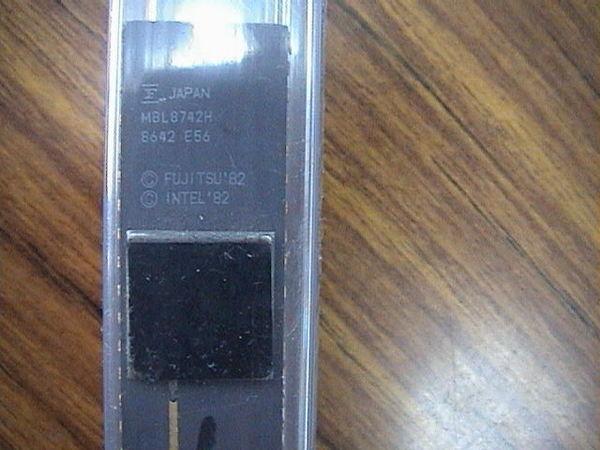 JAPAN
MBL8742H
8642 E56
© FUJITSU'82
© INTEL'82